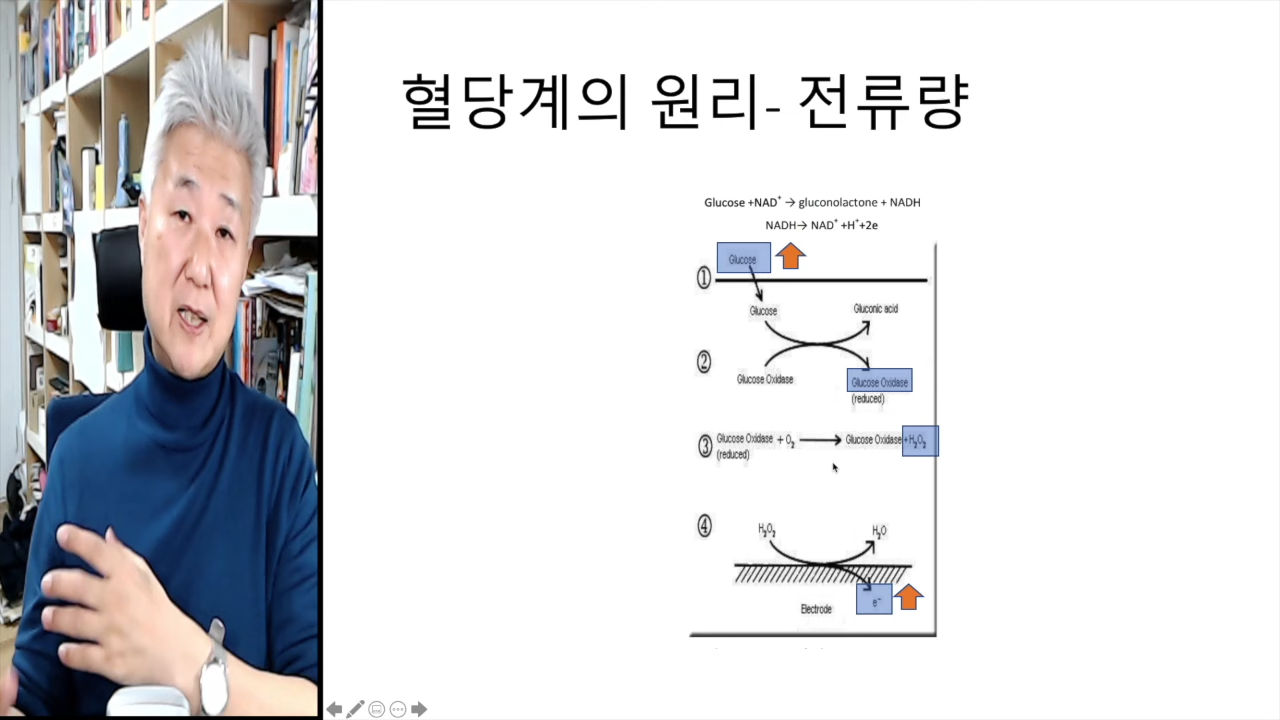 혈당계의 원리- 전류량
Glucose +NAD⁺ → gluconolactone + NADH
NADH→ NAD⁺ +H⁺+2e
Glucose
①
Glucose
Gluconic acid
②
Glucose Oxidase
Glucose Oxidase
(reduced)
③ Glucose Oxidase + O₂ → Glucose Oxidase +H₂O₂
(reduced)
④
H₂O₂
H₂O
Electrode
e⁻